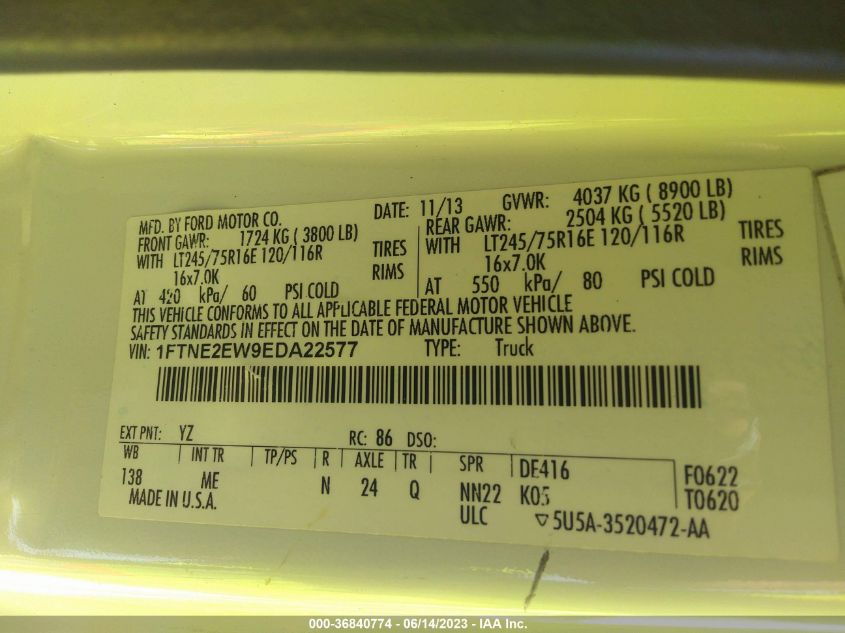 MFD. BY FORD MOTOR CO. DATE: 11/13 GVWR: 4037 KG ( 8900 LB)
FRONT GAWR: 1724 KG ( 3800 LB) REAR GAWR: 2504 KG ( 5520 LB)
WITH LT245/75R16E 120/116R TIRES WITH LT245/75R16E 120/116R TIRES
16x7.0K RIMS 16x7.0K RIMS
AT 420 kPa/ 60 PSI COLD AT 550 kPa/ 80 PSI COLD
THIS VEHICLE CONFORMS TO ALL APPLICABLE FEDERAL MOTOR VEHICLE
SAFETY STANDARDS IN EFFECT ON THE DATE OF MANUFACTURE SHOWN ABOVE.
VIN: 1FTNE2EW9EDA22577 TYPE: Truck
EXT PNT: YZ RC: 86 DSO:
WB INT TR TP/PS R AXLE TR SPR DE416 F0622
138 ME N 24 Q NN22 K05 T0620
MADE IN U.S.A. ULC ▽5U5A-3520472-AA
000-36840774 - 06/14/2023 - IAA Inc.